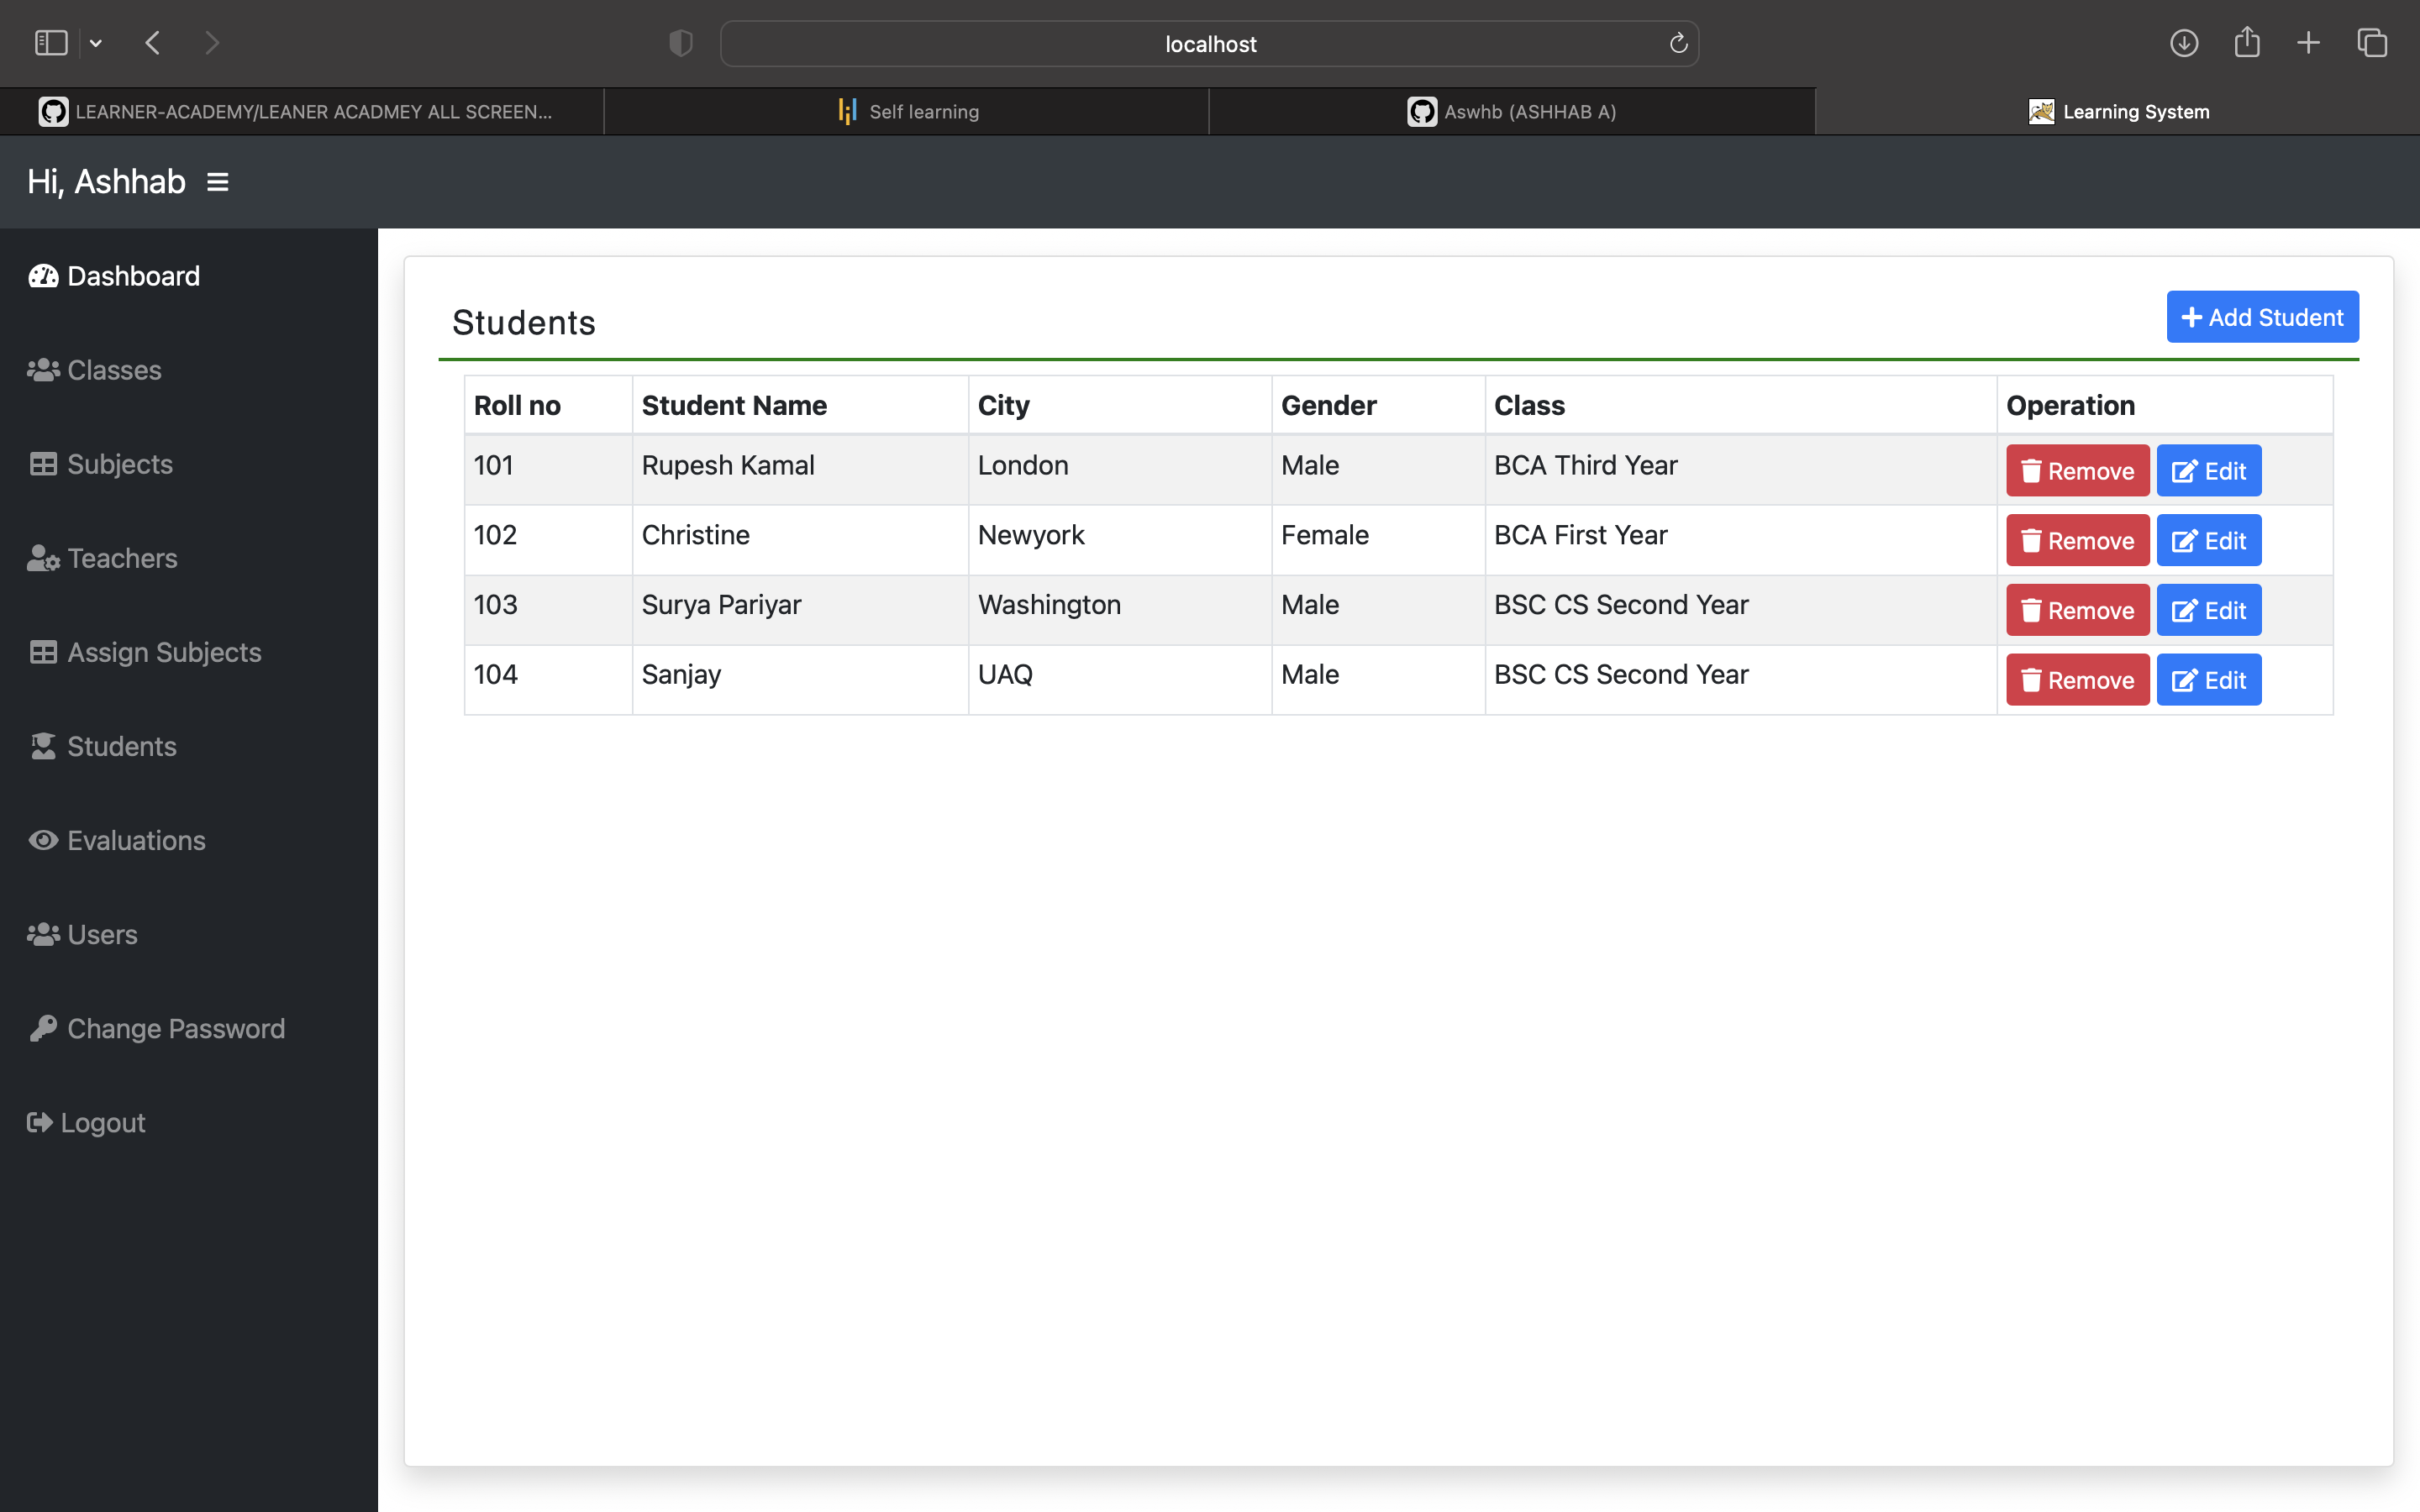 localhost
LEARNER-ACADEMY/LEANER ACADMEY ALL SCREEN...
Self learning
Aswhb (ASHHAB A)
Learning System
Hi, Ashhab
Dashboard
Classes
Subjects
Teachers
Assign Subjects
Students
Evaluations
Users
Change Password
Logout
Students
Add Student
Roll no Student Name City Gender Class Operation
101 Rupesh Kamal London Male BCA Third Year Remove Edit
102 Christine Newyork Female BCA First Year Remove Edit
103 Surya Pariyar Washington Male BSC CS Second Year Remove Edit
104 Sanjay UAQ Male BSC CS Second Year Remove Edit